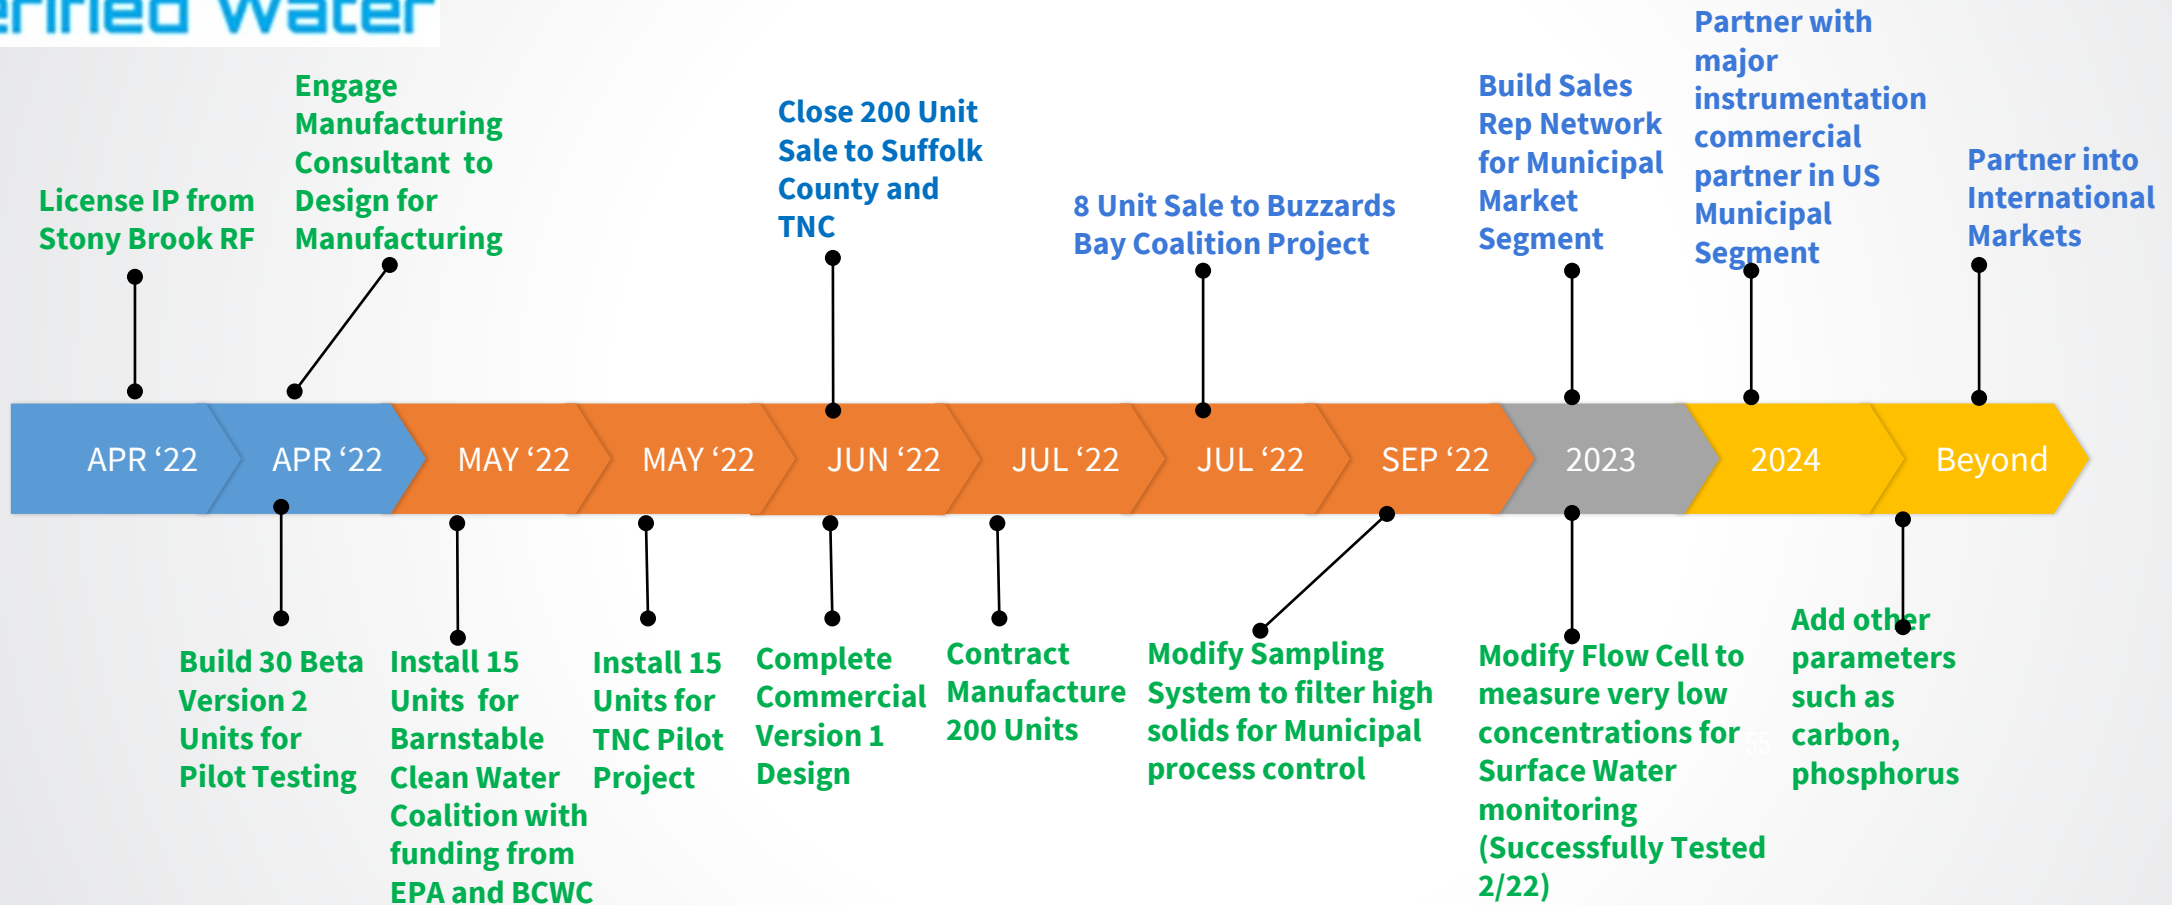 Water
License IP from
Stony Brook RF
Engage
Manufacturing
Consultant to
Design for
Manufacturing
Close 200 Unit
Sale to Suffolk
County and
TNC
8 Unit Sale to Buzzards
Bay Coalition Project
Build Sales
Rep Network
for Municipal
Market
Segment
Partner with
major
instrumentation
commercial
partner in US
Municipal
Segment
Partner into
International
Markets
APR ‘22
APR ‘22
MAY ‘22
MAY ‘22
JUN ‘22
JUL ‘22
JUL ‘22
SEP ‘22
2023
2024
Beyond
Build 30 Beta
Version 2
Units for
Pilot Testing
Install 15
Units for
Barnstable
Clean Water
Coalition with
funding from
EPA and BCWC
Install 15
Units for
TNC Pilot
Project
Complete
Commercial
Version 1
Design
Contract
Manufacture
200 Units
Modify Sampling
System to filter high
solids for Municipal
process control
Modify Flow Cell to
measure very low
concentrations for
Surface Water
monitoring
(Successfully Tested
2/22)
55
Add other
parameters
such as
carbon,
phosphorus